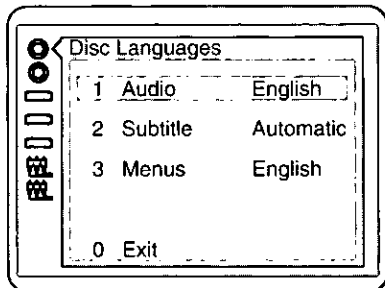 Disc Languages
1 Audio English
2 Subtitle Automatic
3 Menus English
0 Exit